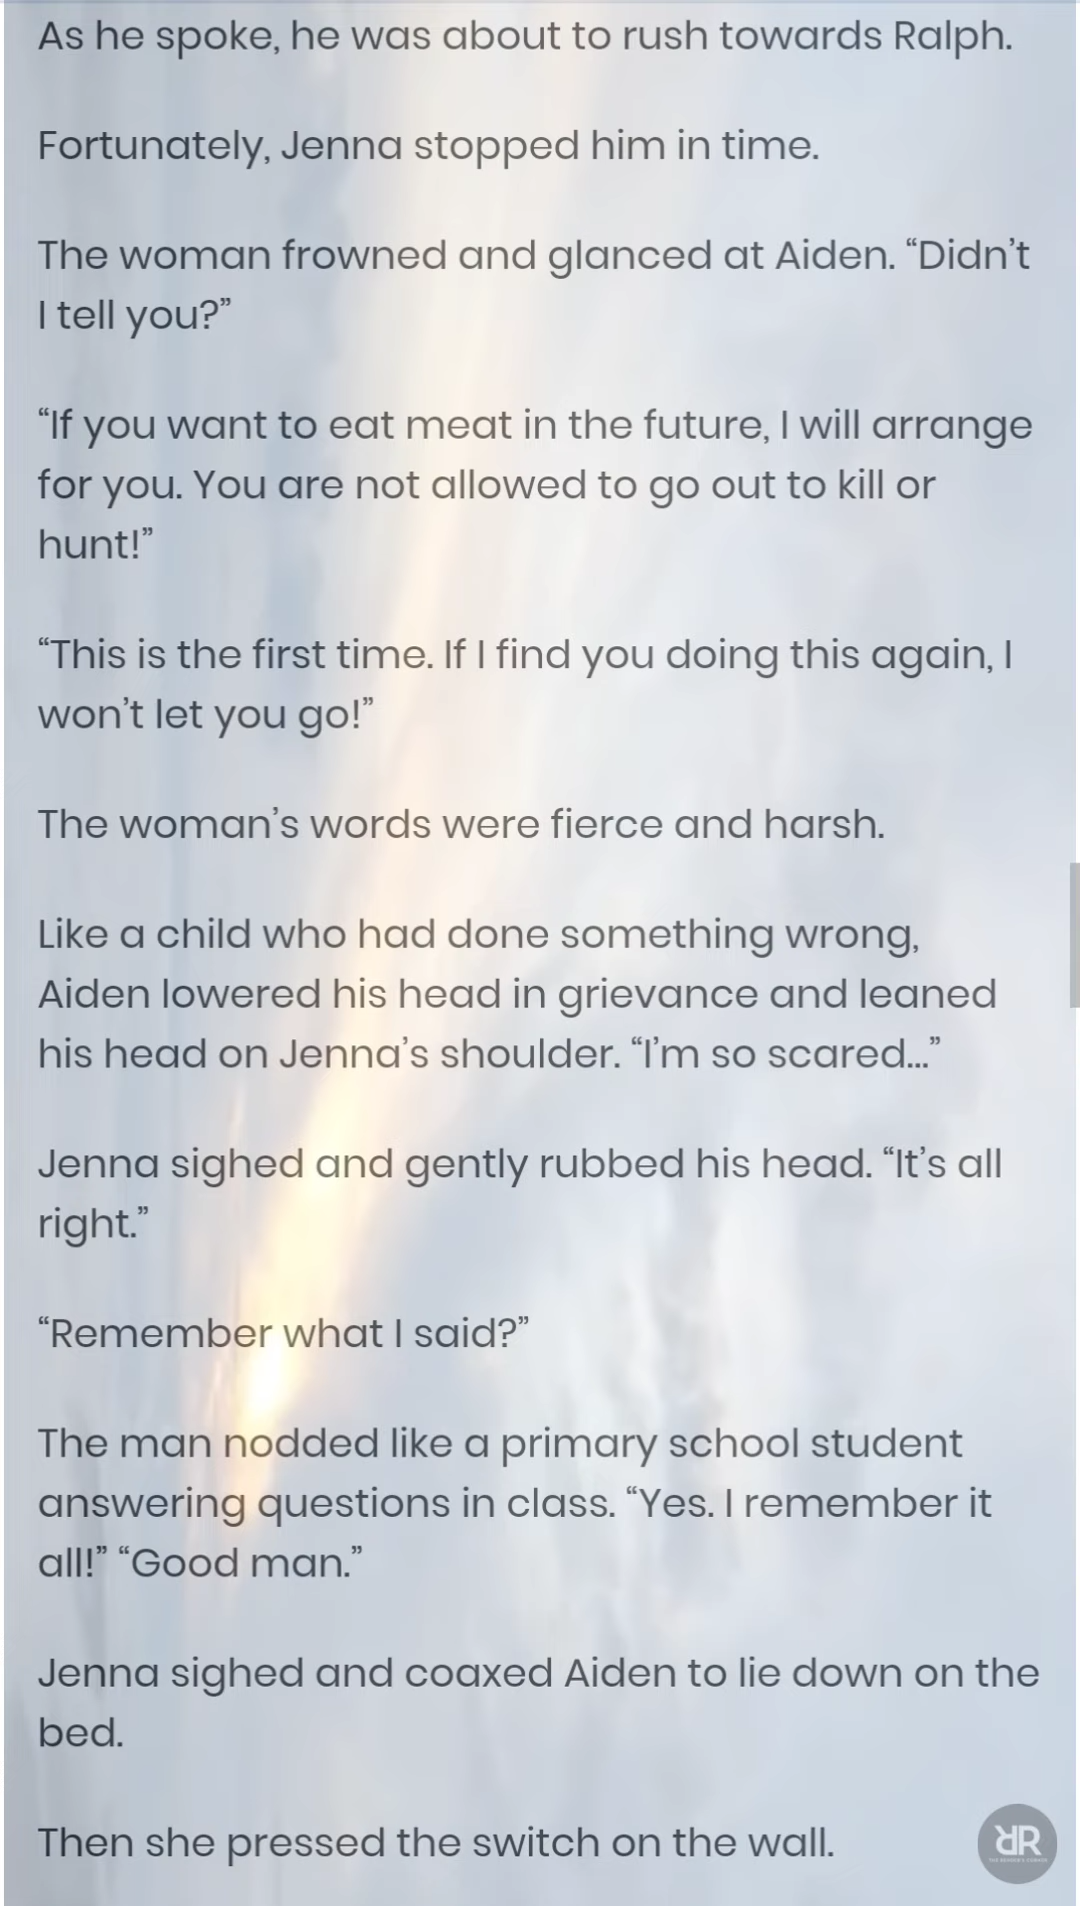 As he spoke, he was about to rush towards Ralph.
Fortunately, Jenna stopped him in time.
The woman frowned and glanced at Aiden. “Didn’t
I tell you?”
“If you want to eat meat in the future, I will arrange
for you. You are not allowed to go out to kill or
hunt!”
“This is the first time. If I find you doing this again, I
won’t let you go!”
The woman’s words were fierce and harsh.
Like a child who had done something wrong,
Aiden lowered his head in grievance and leaned
his head on Jenna’s shoulder. “I’m so scared...”
Jenna sighed and gently rubbed his head. “It’s all
right.”
“Remember what I said?”
The man nodded like a primary school student
answering questions in class. “Yes. I remember it
all!” “Good man.”
Jenna sighed and coaxed Aiden to lie down on the
bed.
Then she pressed the switch on the wall.
RR